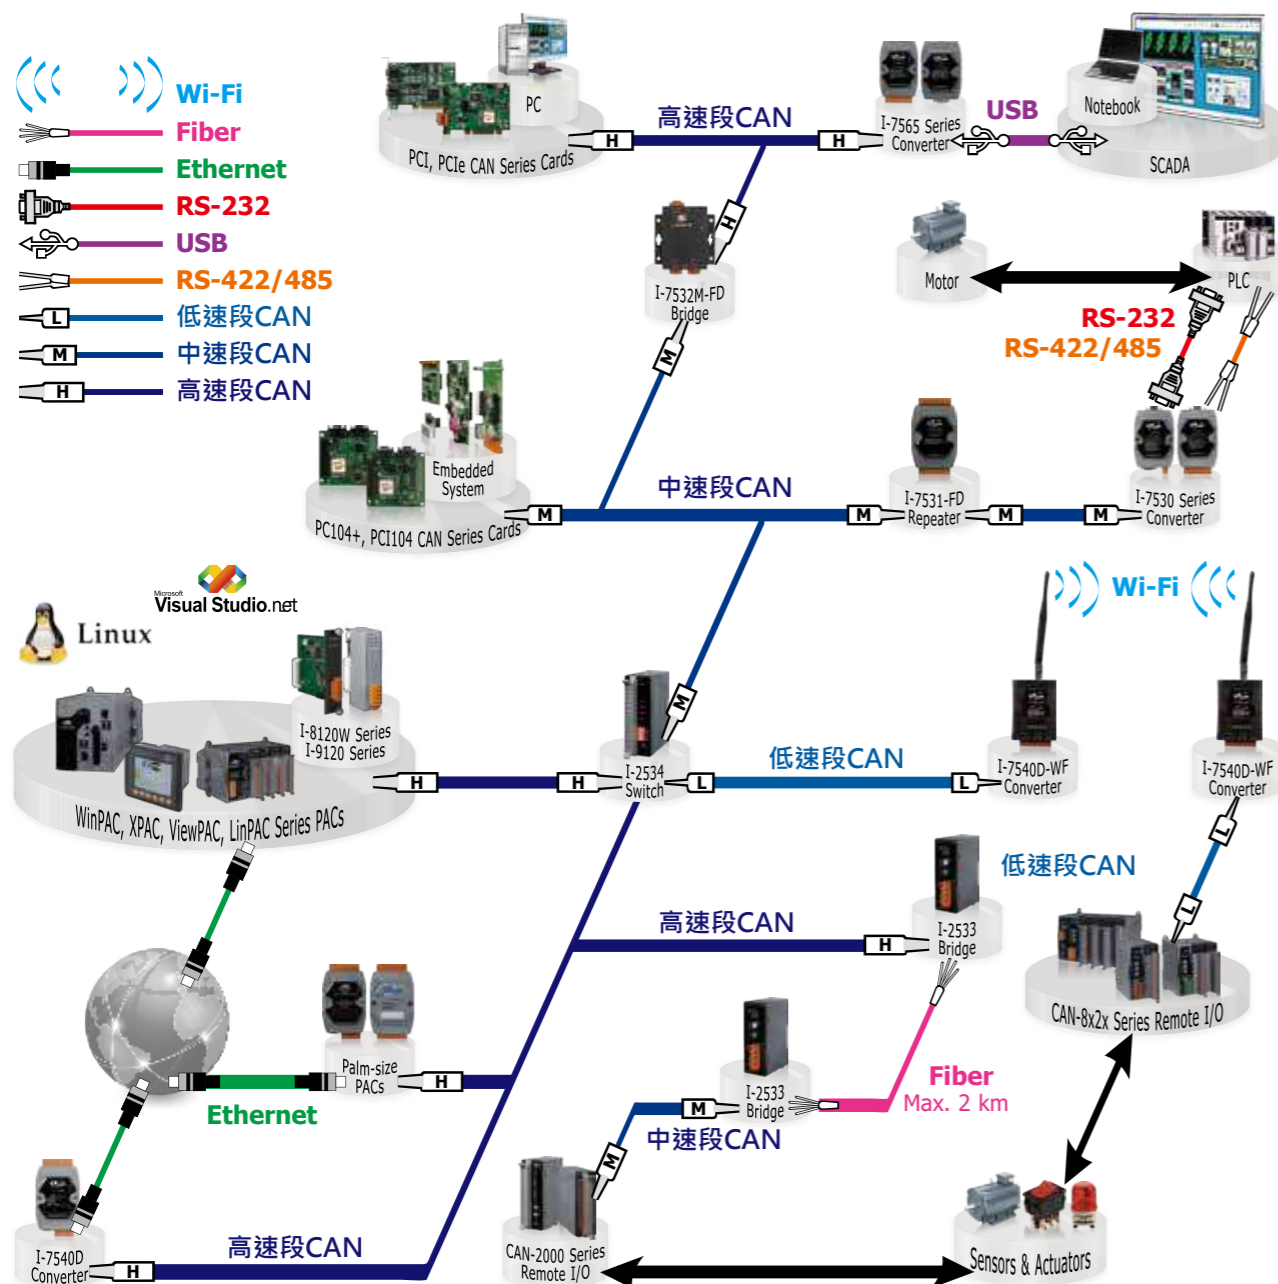 Wi-Fi
Fiber
Ethernet
RS-232
USB
RS-422/485
L
低速段CAN
M
中速段CAN
H
高速段CAN
PC
PCI, PCIe CAN Series Cards
H
高速段CAN
H
I-7565 Series
Converter
USB
Notebook
SCADA
H
I-7532M-FD
Bridge
M
Motor
PLC
RS-232
RS-422/485
Embedded
System
PC104+, PCI104 CAN Series Cards
M
中速段CAN
M
I-7531-FD
Repeater
M
M
I-7530 Series
Converter
Microsoft
Visual Studio.net
Linux
I-8120W Series
I-9120 Series
WinPAC, XPAC, ViewPAC, LinPAC Series PACs
H
H
M
I-2534
Switch
L
低速段CAN
L
Wi-Fi
I-7540D-WF
Converter
I-7540D-WF
Converter
L
低速段CAN
L
CAN-8x2x Series Remote I/O
高速段CAN
H
I-2533
Bridge
Palm-size
PACs
H
Ethernet
I-2533
Bridge
Fiber
Max. 2 km
M
中速段CAN
M
CAN-2000 Series
Remote I/O
Sensors & Actuators
I-7540D
Converter
H
高速段CAN